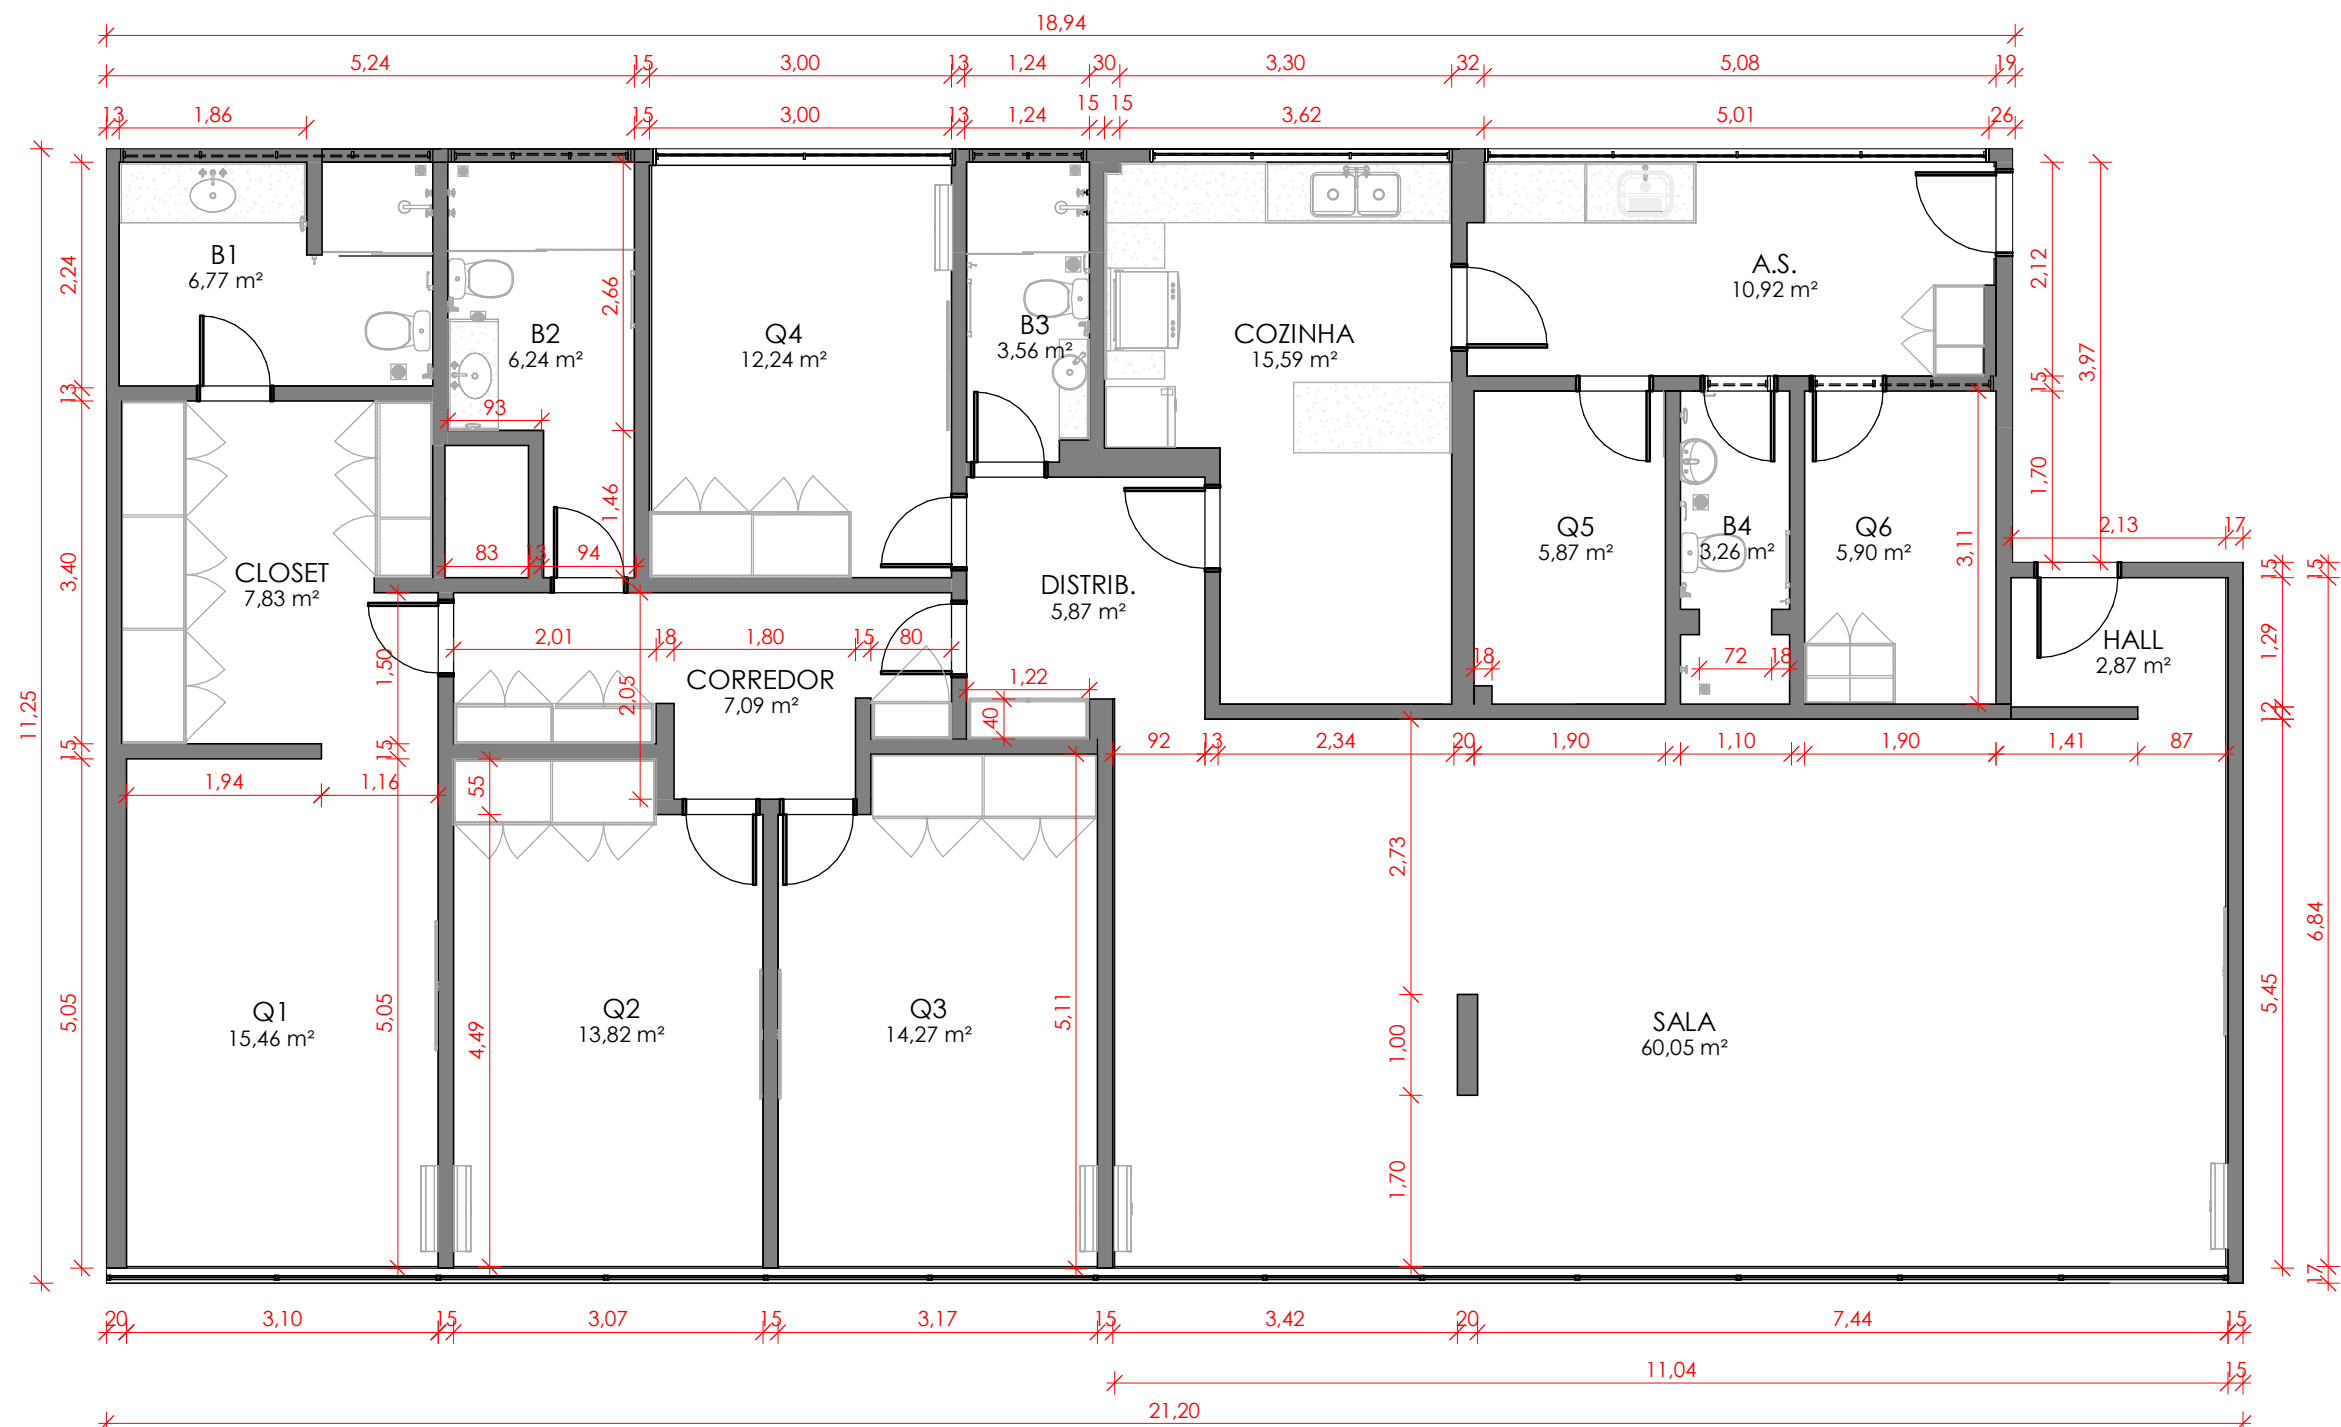 18,94
5,24 15 3,00 13 1,24 30 3,30 32 5,08 19
13 1,86 15 3,00 13 1,24 15 15 3,62 5,01 26
B1
6,77 m²
B2
6,24 m²
Q4
12,24 m²
B3
3,56 m²
COZINHA
15,59 m²
A.S.
10,92 m²
2,24
13
3,40
15
5,05
11,25
2,66
1,46
93
83 13 94
2,12
15
1,70
3,97
2,13 17
CLOSET
7,83 m²
DISTRIB.
5,87 m²
Q5
5,87 m²
B4
3,26 m²
Q6
5,90 m²
3,11
HALL
2,87 m²
15
1,29
12
5,45
15
6,84
17
2,01 18 1,80 15 80
CORREDOR
7,09 m²
1,50
15
5,05
2,05
1,22
40
18
72 18
92 13 2,34 20 1,90 1,10 1,90 1,41 87
1,94 1,16
55
4,49
5,11
2,73
1,00
1,70
Q1
15,46 m²
Q2
13,82 m²
Q3
14,27 m²
SALA
60,05 m²
20 3,10 15 3,07 15 3,17 15 3,42 20 7,44 15
11,04 15
21,20